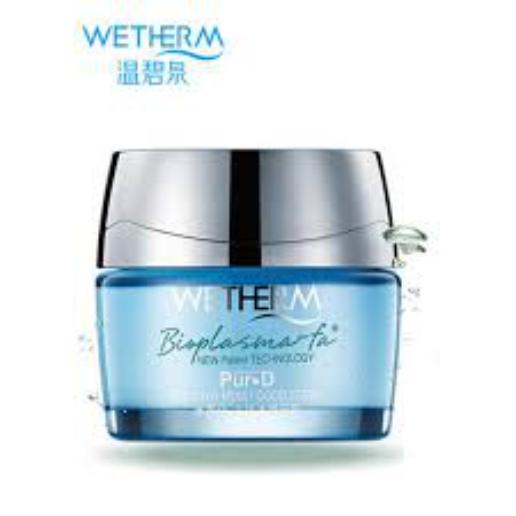 WETHERM
温碧泉
WETHERM
Bioplasma-fa®
NEW Patent TECHNOLOGY
Pur•D